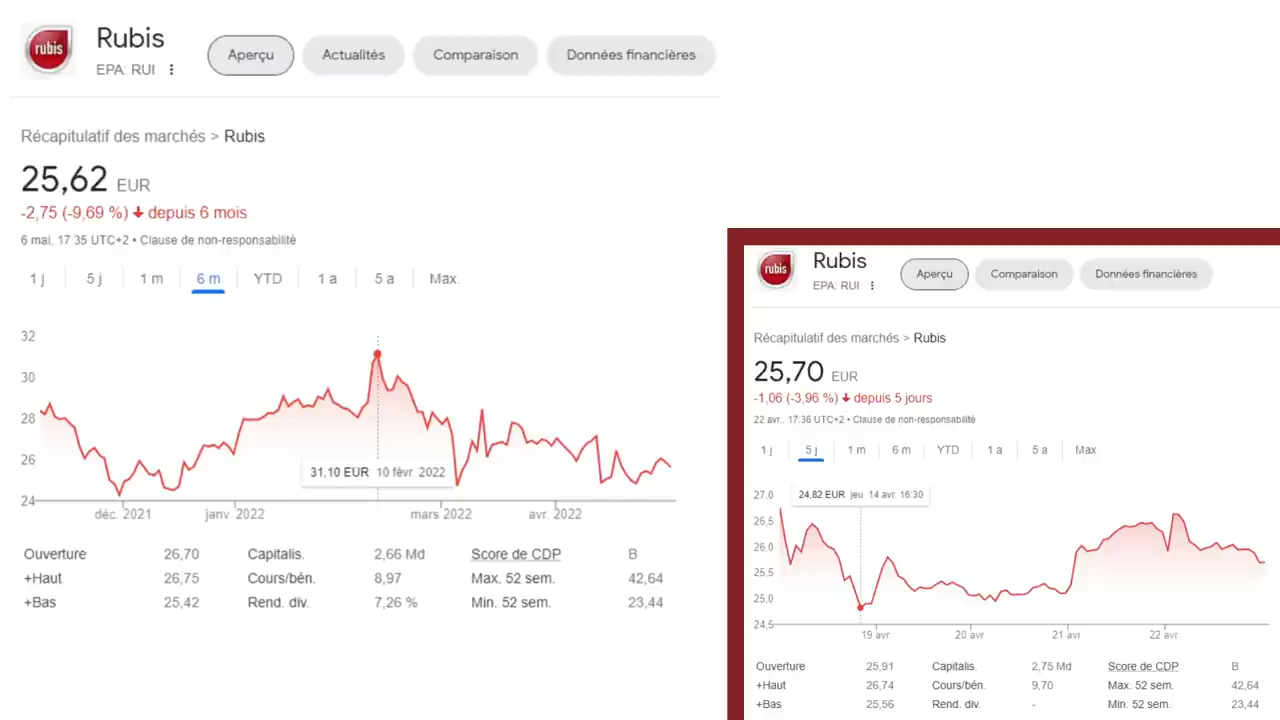 rubis
Rubis
EPA: RUI
Aperçu
Actualités
Comparaison
Données financières
Récapitulatif des marchés > Rubis
25,62 EUR
-2,75 (-9,69 %) ↓ depuis 6 mois
6 mai, 17:35 UTC+2 • Clause de non-responsabilité
1 j
5 j
1 m
6 m
YTD
1 a
5 a
Max.
32
30
28
26
24
31,10 EUR 10 févr. 2022
déc. 2021
janv. 2022
mars 2022
avr. 2022
Ouverture 26,70 Capitalis. 2,66 Md Score de CDP B
+Haut 26,75 Cours/bén. 8,97 Max. 52 sem. 42,64
+Bas 25,42 Rend. div. 7,26 % Min. 52 sem. 23,44
rubis
Rubis
EPA: RUI
Aperçu
Comparaison
Données financières
Récapitulatif des marchés > Rubis
25,70 EUR
-1,06 (-3,96 %) ↓ depuis 5 jours
22 avr., 17:36 UTC+2 • Clause de non-responsabilité
1 j
5 j
1 m
6 m
YTD
1 a
5 a
Max
27.0
26.5
26.0
25,5
25.0
24,5
24,82 EUR jeu 14 avr. 16:30
19 avr
20 avr
21 avr
22 avr.
Ouverture 25,91 Capitalis. 2,75 Md Score de CDP B
+Haut 26,74 Cours/bén. 9,70 Max. 52 sem. 42,64
+Bas 25,56 Rend. div. - Min. 52 sem. 23,44